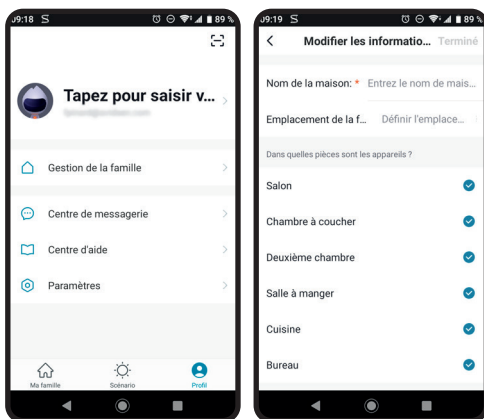 09:18 S 89 %
Tapez pour saisir v...
Gestion de la famille
Centre de messagerie
Centre d'aide
Paramètres
Ma famille
Scénario
Profil
09:19 S 89 %
Modifier les informatio... Terminé
Nom de la maison: * Entrez le nom de mais...
Emplacement de la f... Définir l'emplace...
Dans quelles pièces sont les appareils ?
Salon
Chambre à coucher
Deuxième chambre
Salle à manger
Cuisine
Bureau